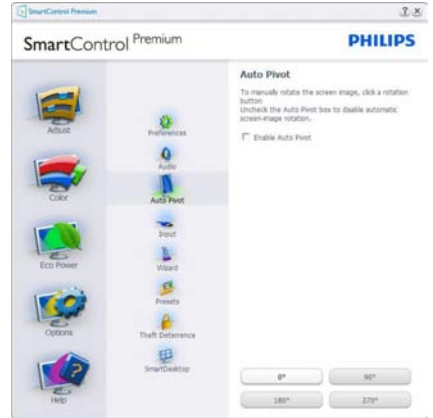 SmartControl Premium
SmartControl Premium
PHILIPS
Adjust
Color
Eco Power
Options
Help
Preferences
Audio
Auto Pivot
Input
Wizard
Presets
Theft Deterrence
SmartDesktop
Auto Pivot
To manually rotate the screen image, click a rotation
button
Uncheck the Auto Pivot box to disable automatic
screen-image rotation.
Enable Auto Pivot
0°
90°
180°
270°